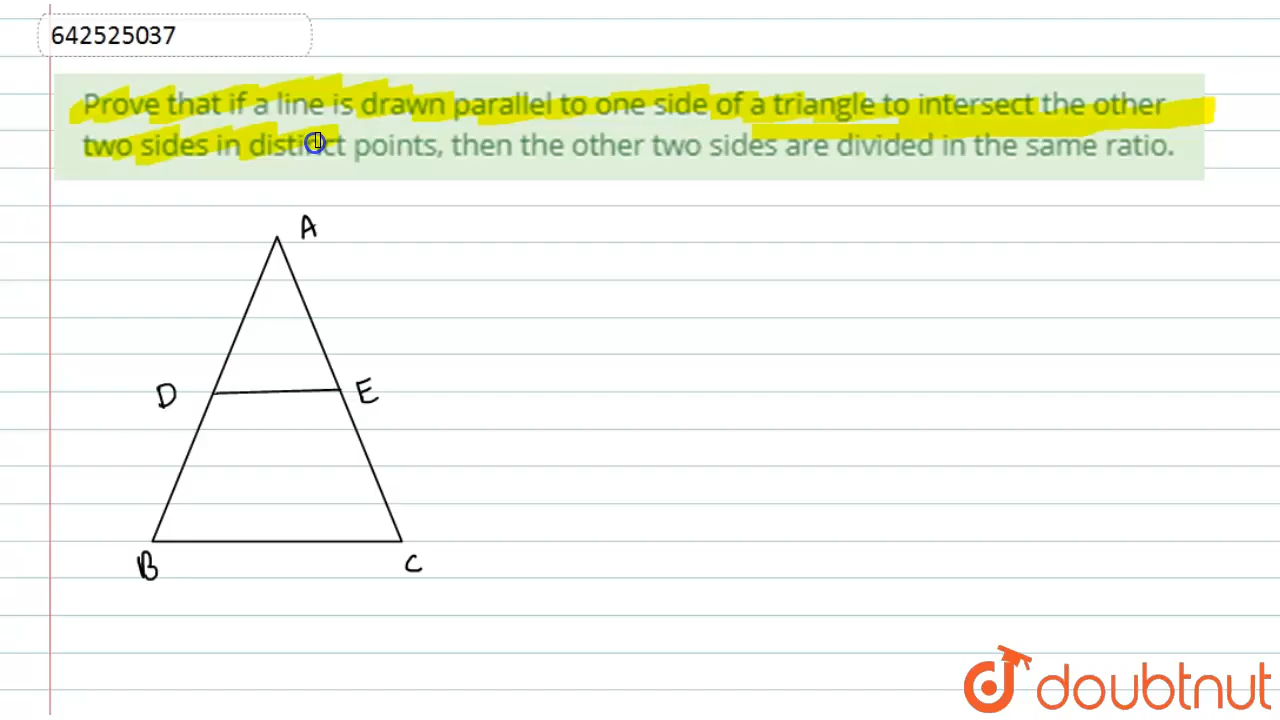 642525037
Prove that if a line is drawn parallel to one side of a triangle to intersect the other
two sides in distinct points, then the other two sides are divided in the same ratio.
A
D E
B C
doubtnut